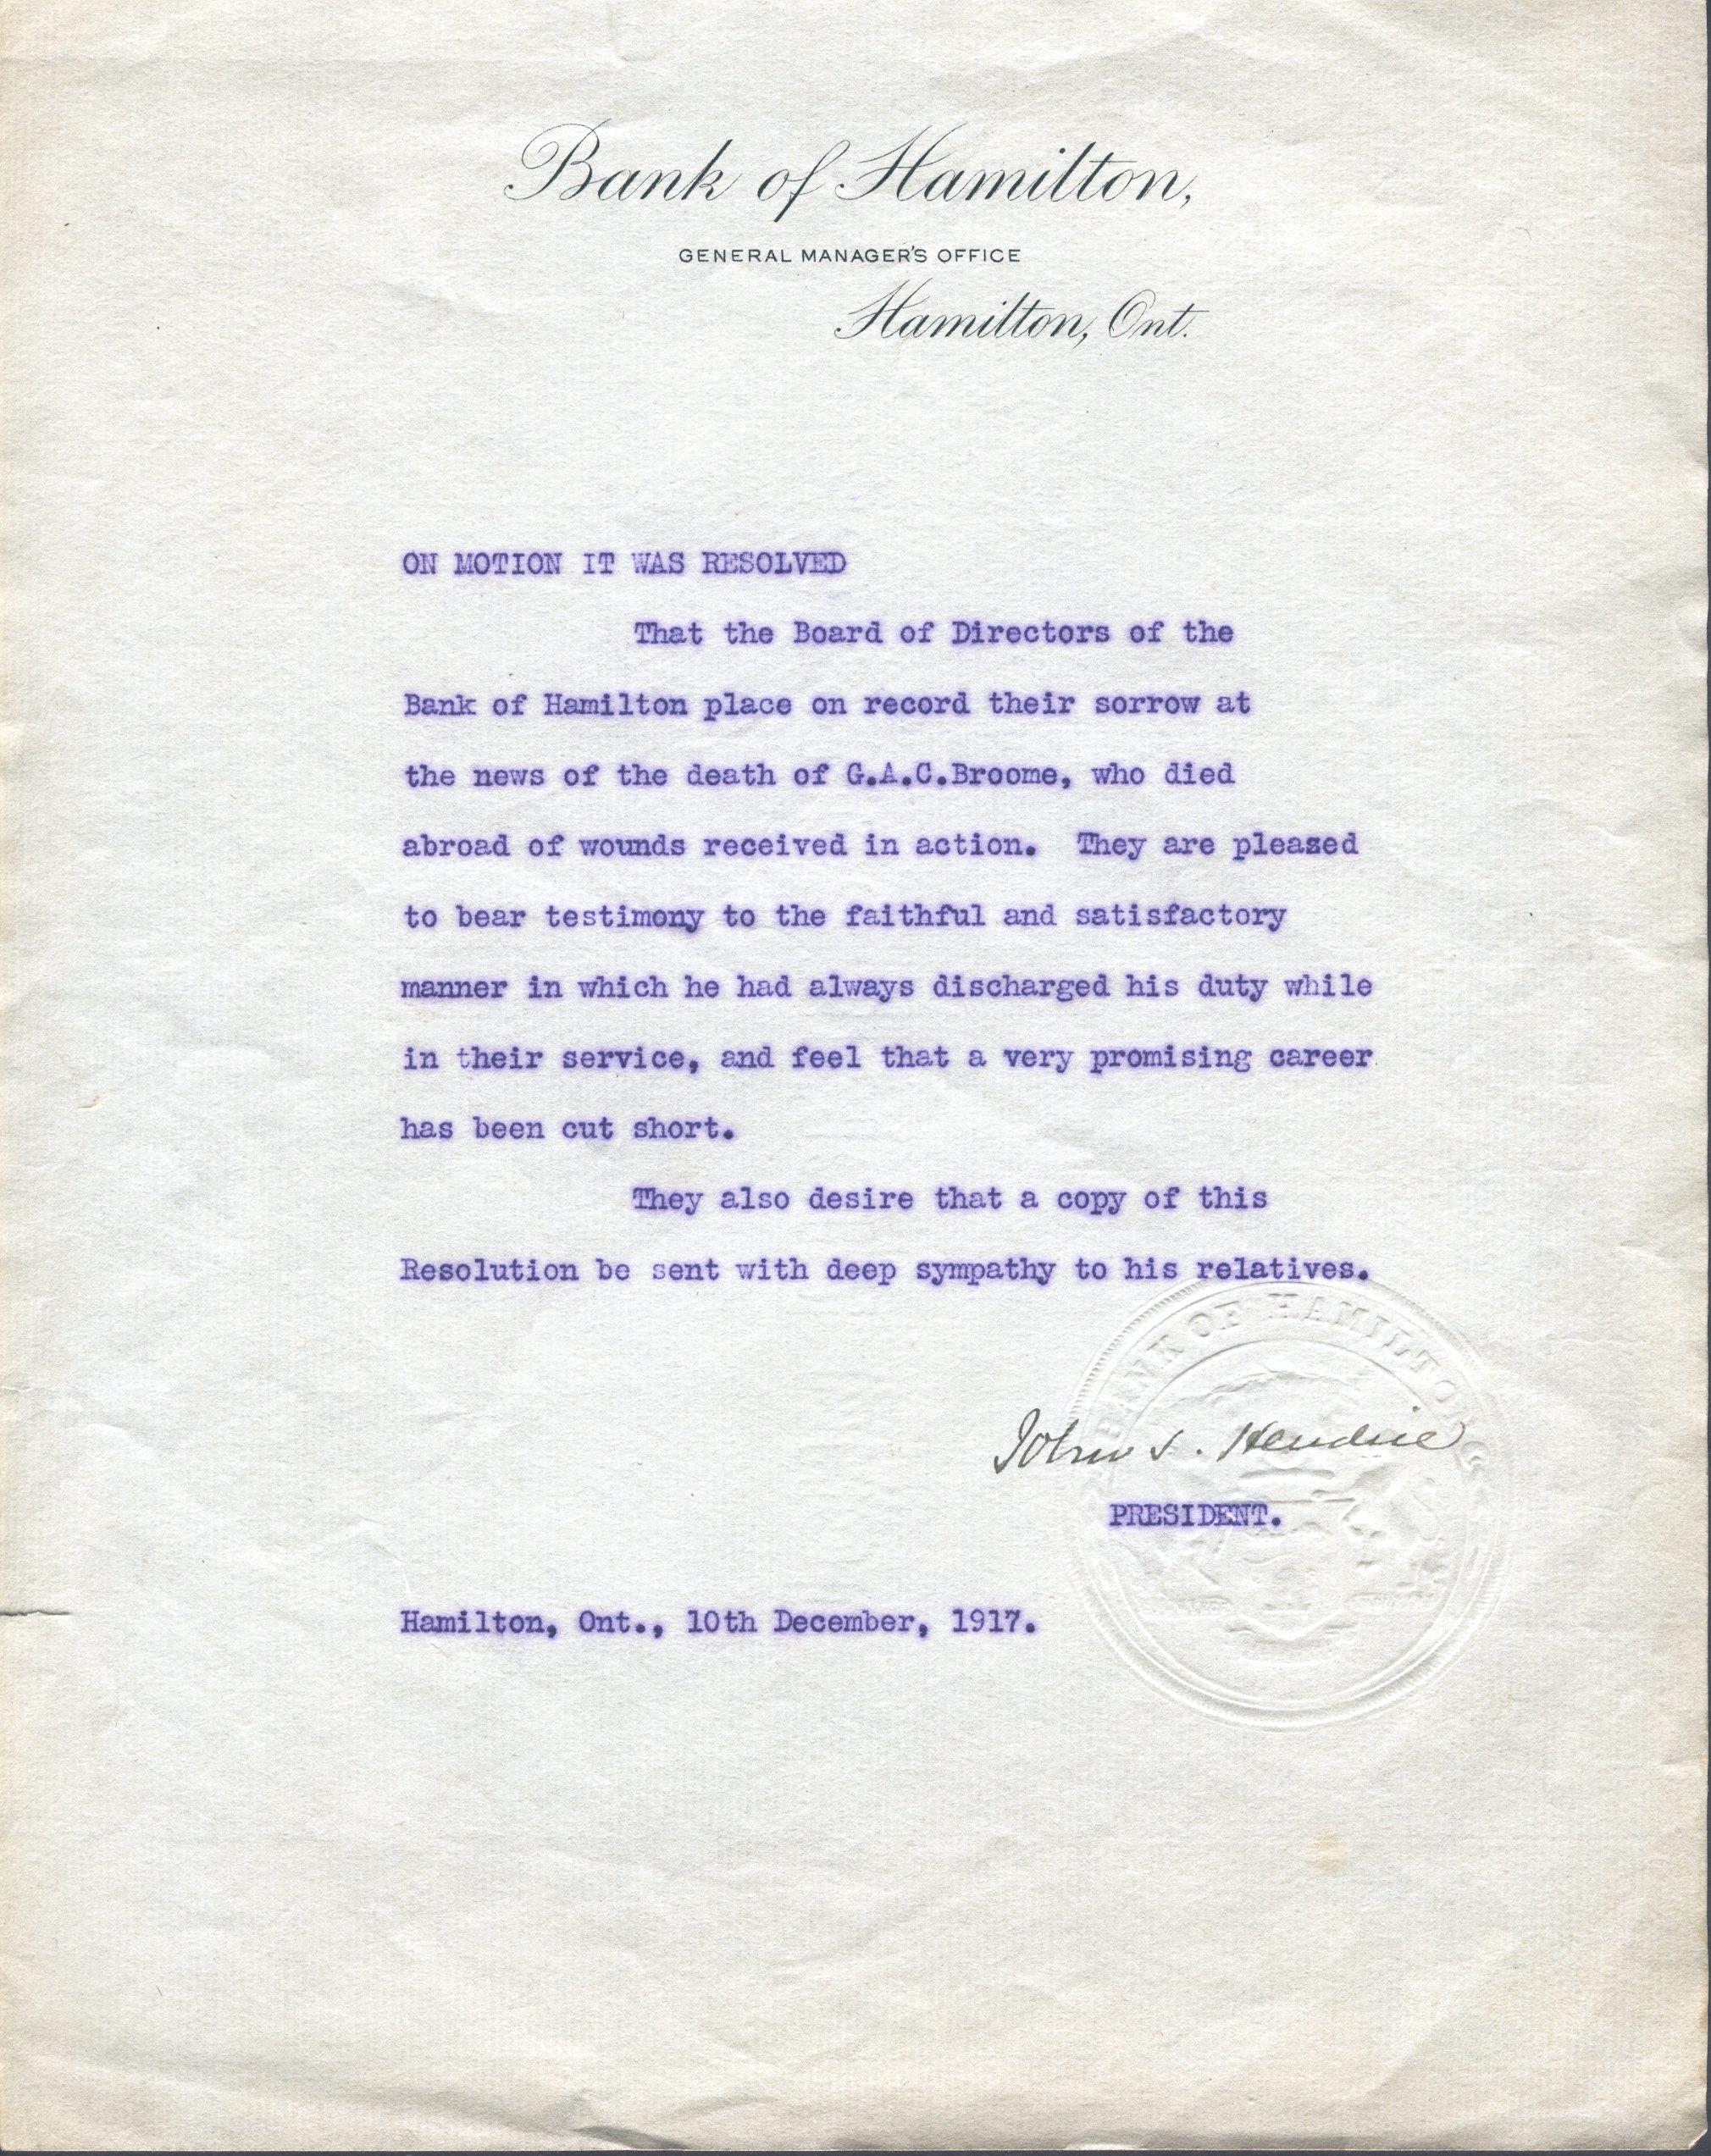 Bank of Hamilton,
GENERAL MANAGER'S OFFICE
Hamilton, Ont.
ON MOTION IT WAS RESOLVED
That the Board of Directors of the
Bank of Hamilton place on record their sorrow at
the news of the death of G.A.C.Broome, who died
abroad of wounds received in action. They are pleased
to bear testimony to the faithful and satisfactory
manner in which he had always discharged his duty while
in their service, and feel that a very promising career
has been cut short.
They also desire that a copy of this
Resolution be sent with deep sympathy to his relatives.
BANK OF HAMILTON
John S. Hendrie
PRESIDENT.
Hamilton, Ont., 10th December, 1917.